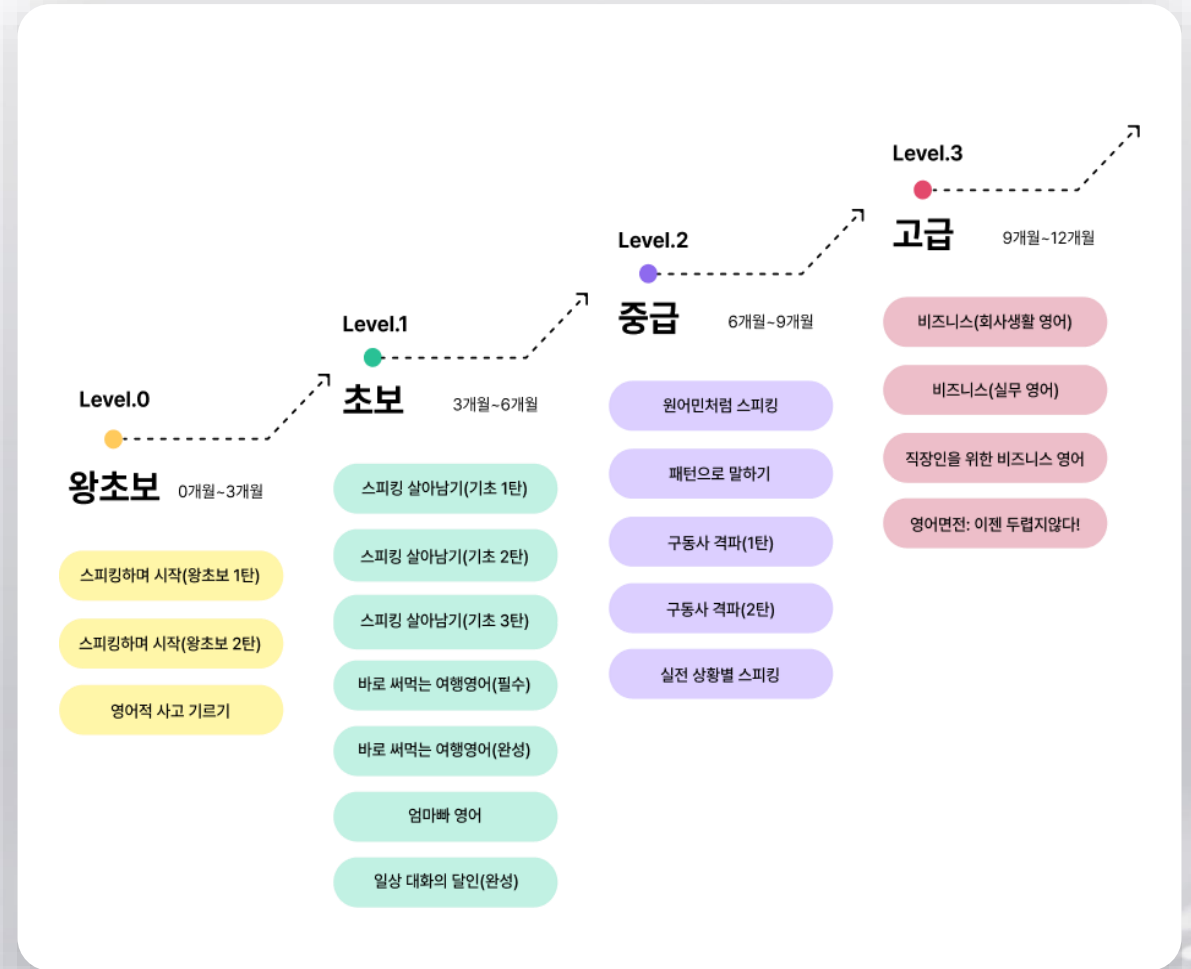 Level.0
왕초보
0개월~3개월
스피킹하며 시작(왕초보 1탄)
스피킹하며 시작(왕초보 2탄)
영어적 사고 기르기
Level.1
초보
3개월~6개월
스피킹 살아남기(기초 1탄)
스피킹 살아남기(기초 2탄)
스피킹 살아남기(기초 3탄)
바로 써먹는 여행영어(필수)
바로 써먹는 여행영어(완성)
엄마빠 영어
일상 대화의 달인(완성)
Level.2
중급
6개월~9개월
원어민처럼 스피킹
패턴으로 말하기
구동사 격파(1탄)
구동사 격파(2탄)
실전 상황별 스피킹
Level.3
고급
9개월~12개월
비즈니스(회사생활 영어)
비즈니스(실무 영어)
직장인을 위한 비즈니스 영어
영어면전: 이젠 두렵지않다!